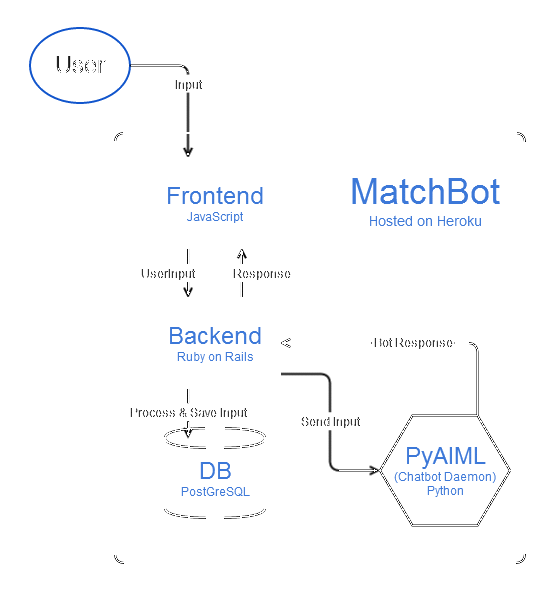 User
Input
Frontend
JavaScript
MatchBot
Hosted on Heroku
UserInput
Response
Backend
Ruby on Rails
Bot Response
Process & Save Input
Send Input
DB
PostGreSQL
PyAIML
(Chatbot Daemon)
Python